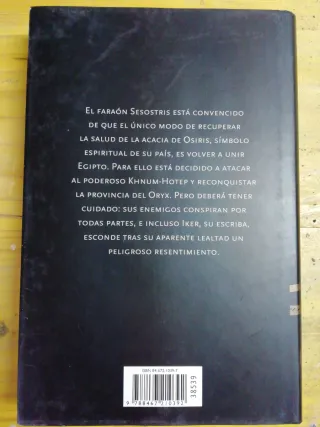 El faraón Sesostris está convencido
de que el único modo de recuperar
la salud de la acacia de Osiris, símbolo
espiritual de su país, es volver a unir
Egipto. Para ello está decidido a atacar
al poderoso Khnum-Hotep y reconquistar
la provincia del Oryx. Pero deberá tener
cuidado: sus enemigos conspiran por
todas partes, e incluso Iker, su escriba,
esconde tras su aparente lealtad un
peligroso resentimiento.
38539